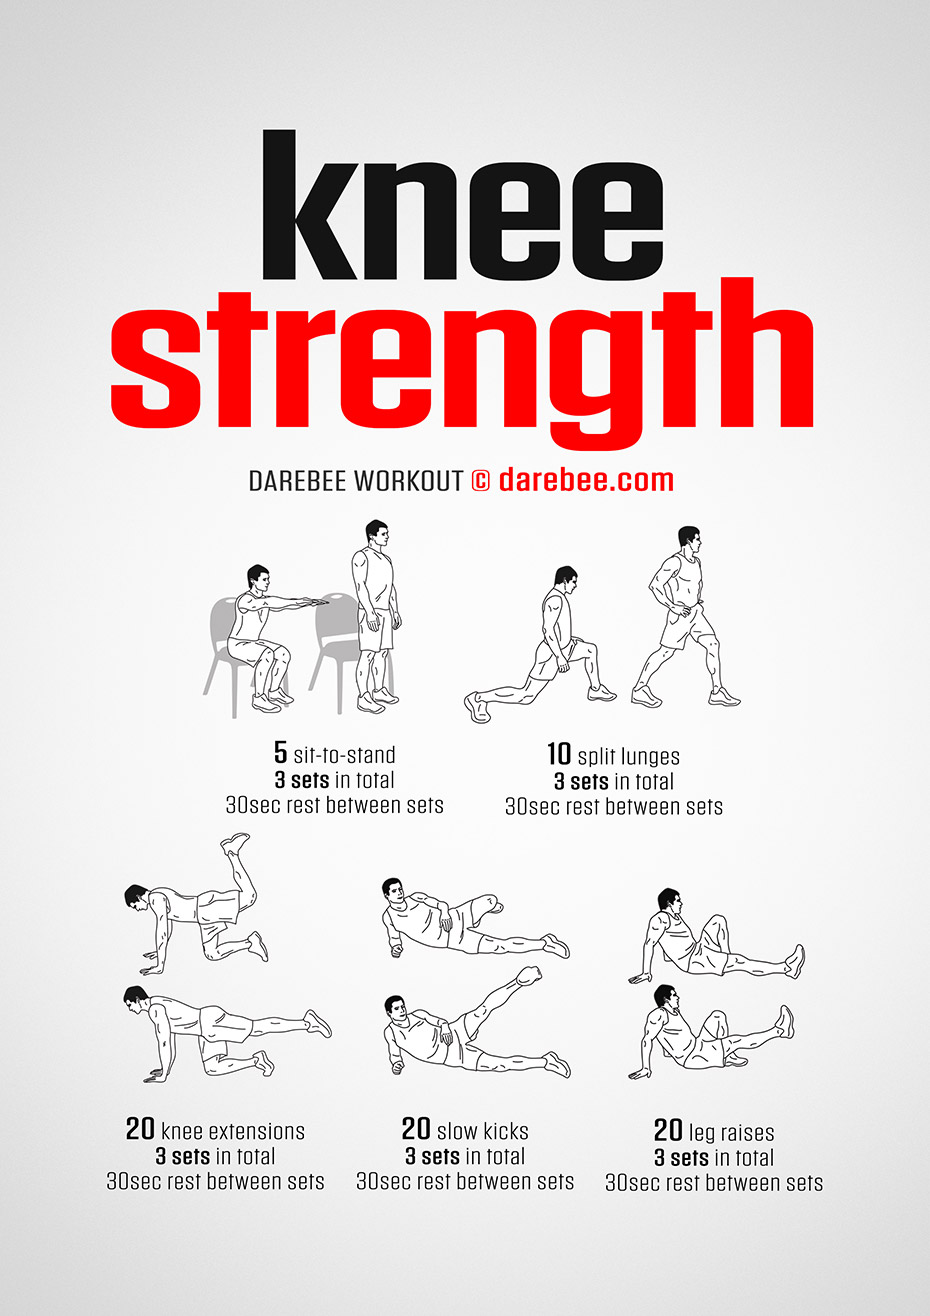 knee
strength
DAREBEE WORKOUT © darebee.com
5 sit-to-stand
3 sets in total
30sec rest between sets
10 split lunges
3 sets in total
30sec rest between sets
20 knee extensions
3 sets in total
30sec rest between sets
20 slow kicks
3 sets in total
30sec rest between sets
20 leg raises
3 sets in total
30sec rest between sets